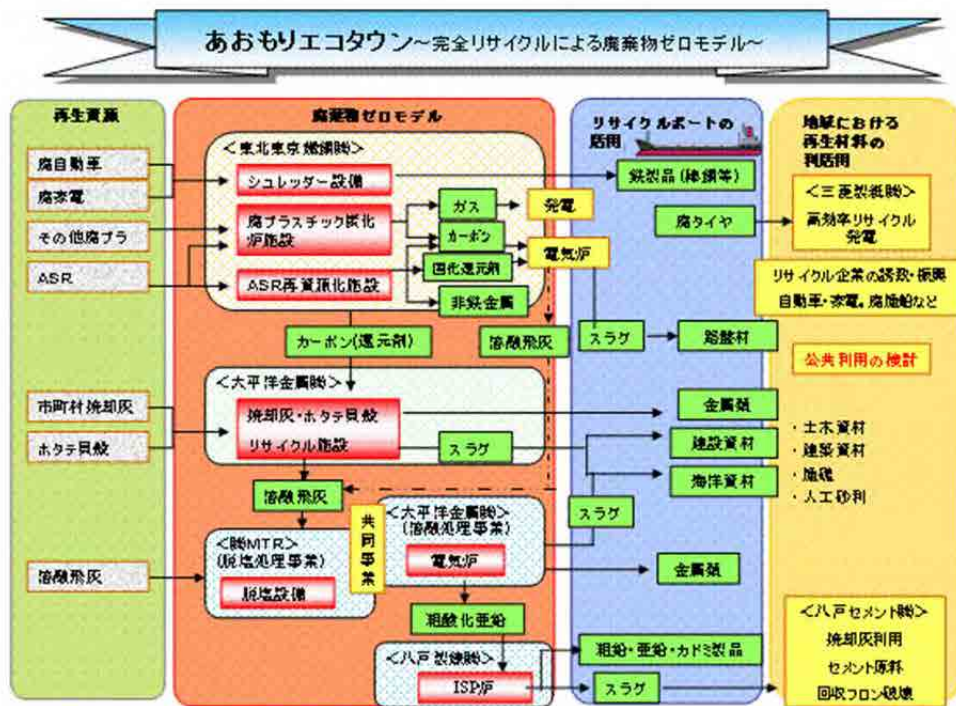 あおもりエコタウン～完全リサイクルによる廃棄物ゼロモデル～
再生資源
廃自動車
廃家電
その他廃プラ
ASR
市町村焼却灰
ホタテ貝殻
溶融飛灰
廃棄物ゼロモデル
＜東北東京鐵鋼㈱＞
シュレッダー設備
廃プラスチック炭化
炉施設
ASR再資源化施設
ガス
カーボン
固化還元剤
非鉄金属
発電
電気炉
カーボン(還元剤)
溶融飛灰
＜大平洋金属㈱＞
焼却灰・ホタテ貝殻
リサイクル施設
スラグ
溶融飛灰
共同事業
＜㈱MTR＞
(脱塩処理事業)
脱塩設備
＜大平洋金属㈱＞
(溶融処理事業)
電気炉
粗酸化亜鉛
＜八戸製錬㈱＞
ISP炉
リサイクルポートの
活用
鉄製品(棒鋼等)
廃タイヤ
スラグ
路盤材
金属類
建設資材
海洋資材
スラグ
金属類
粗鉛・亜鉛・カドミ製品
スラグ
地域における
再生材料の
利活用
＜三菱製紙㈱＞
高効率リサイクル
発電
リサイクル企業の誘致・振興
自動車・家電。廃漁船など
公共利用の検討
・土木資材
・建築資材
・漁礁
・人工砂利
＜八戸セメント㈱＞
焼却灰利用
セメント原料
回収フロン破壊